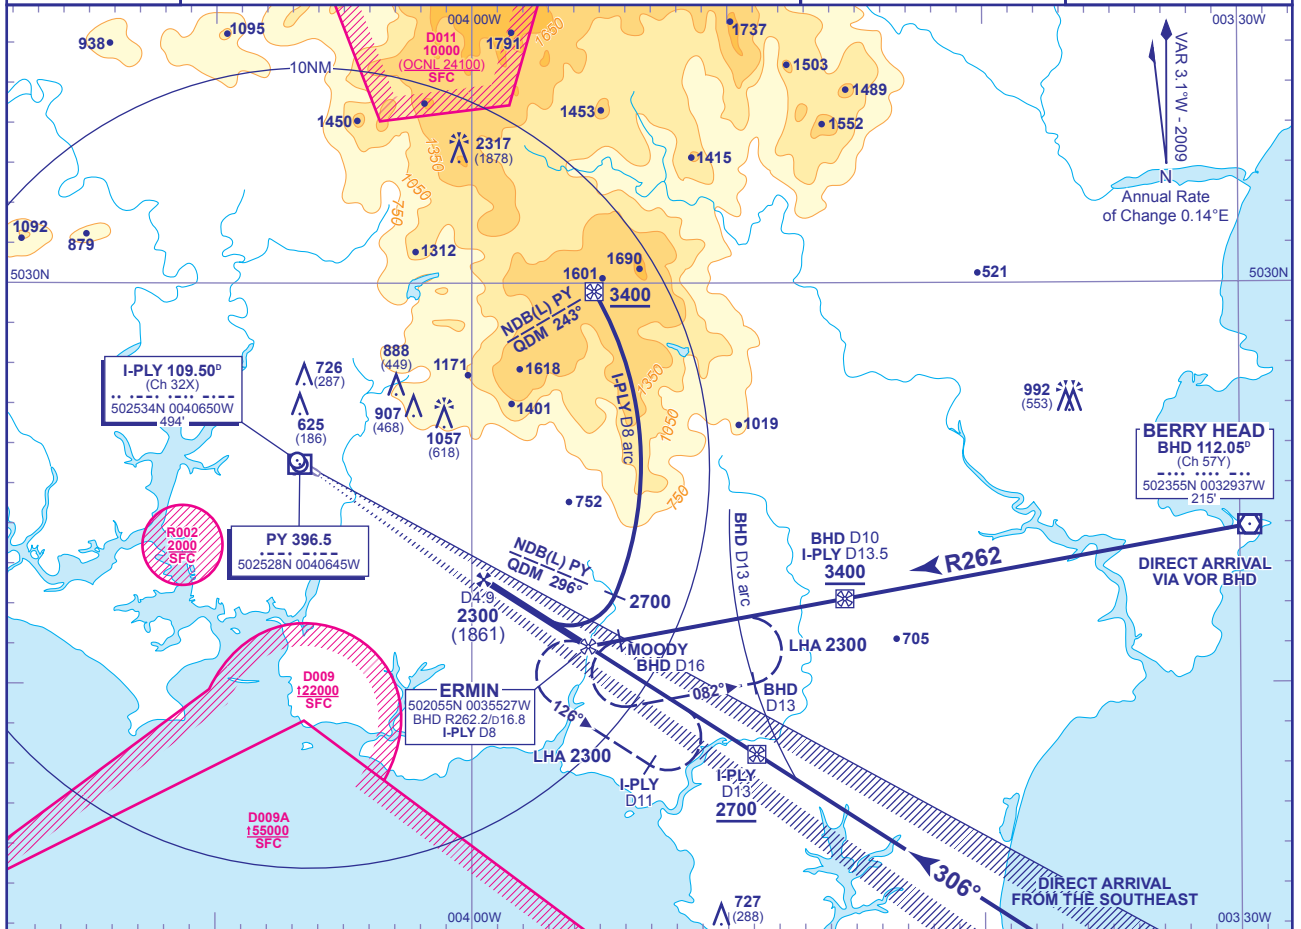 004 00W
003 30W
938
1095
D011
10000
(OCNL 24100)
SFC
1791
1650
1737
1503
1489
1552
VAR 3.1°W - 2009
N
Annual Rate
of Change 0.14°E
10NM
1450
1453
1415
2317
(1878)
1350
1050
750
1092
879
1312
1690
1601
3400
521
5030N
5030N
NDB(L) PY
QDM 243°
I-PLY D8 arc
I-PLY 109.50D
(Ch 32X)
502534N 0040650W
494'
726
(287)
625
(186)
888
(449)
907
(468)
1171
1057
(618)
1618
1401
1350
1050
750
1019
992
(553)
BERRY HEAD
BHD 112.05D
(Ch 57Y)
502355N 0032937W
215'
752
R002
2000
SFC
PY 396.5
502528N 0040645W
NDB(L) PY
QDM 296°
BHD D13 arc
BHD D10
I-PLY D13.5
3400
R262
DIRECT ARRIVAL
VIA VOR BHD
D4.9
2300
(1861)
2700
705
LHA 2300
MOODY
BHD D16
082°
BHD
D13
D009
†22000
SFC
ERMIN
502055N 0035527W
BHD R262.2/D16.8
I-PLY D8
126°
LHA 2300
I-PLY
D11
I-PLY
D13
2700
D009A
†55000
SFC
306°
DIRECT ARRIVAL
FROM THE SOUTHEAST
727
(288)
004 00W
003 30W